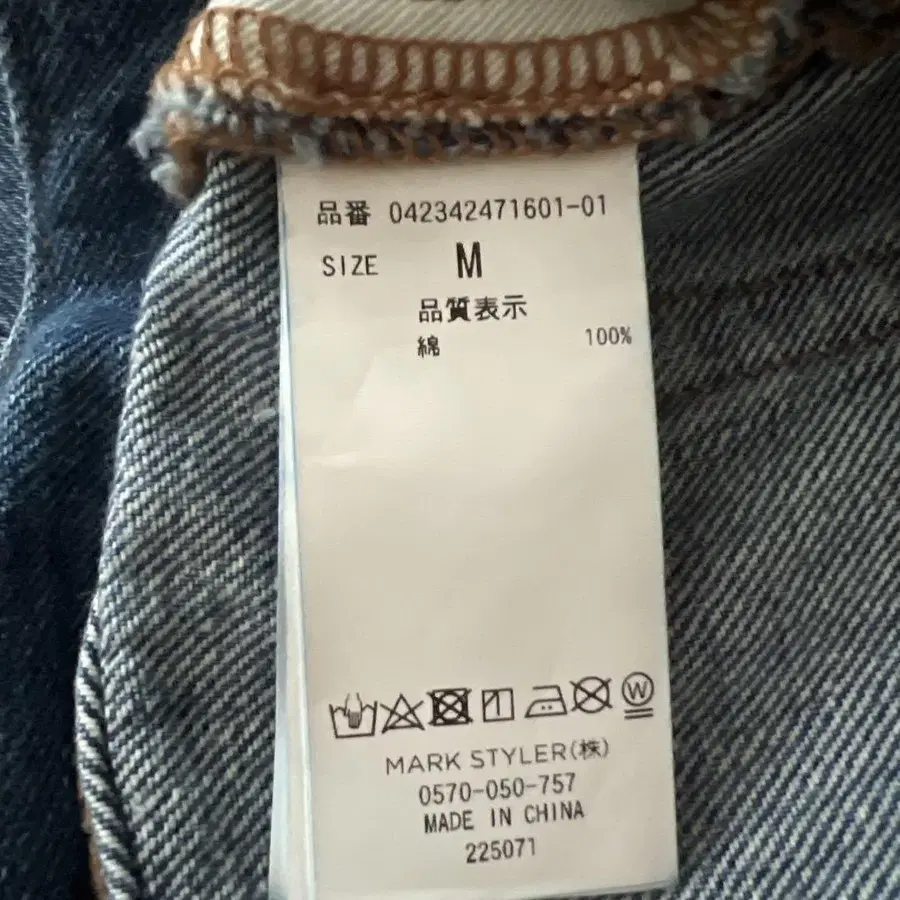 品番 042342471601-01
SIZE M
品質表示
綿 100%
W
MARK STYLER(株)
0570-050-757
MADE IN CHINA
225071